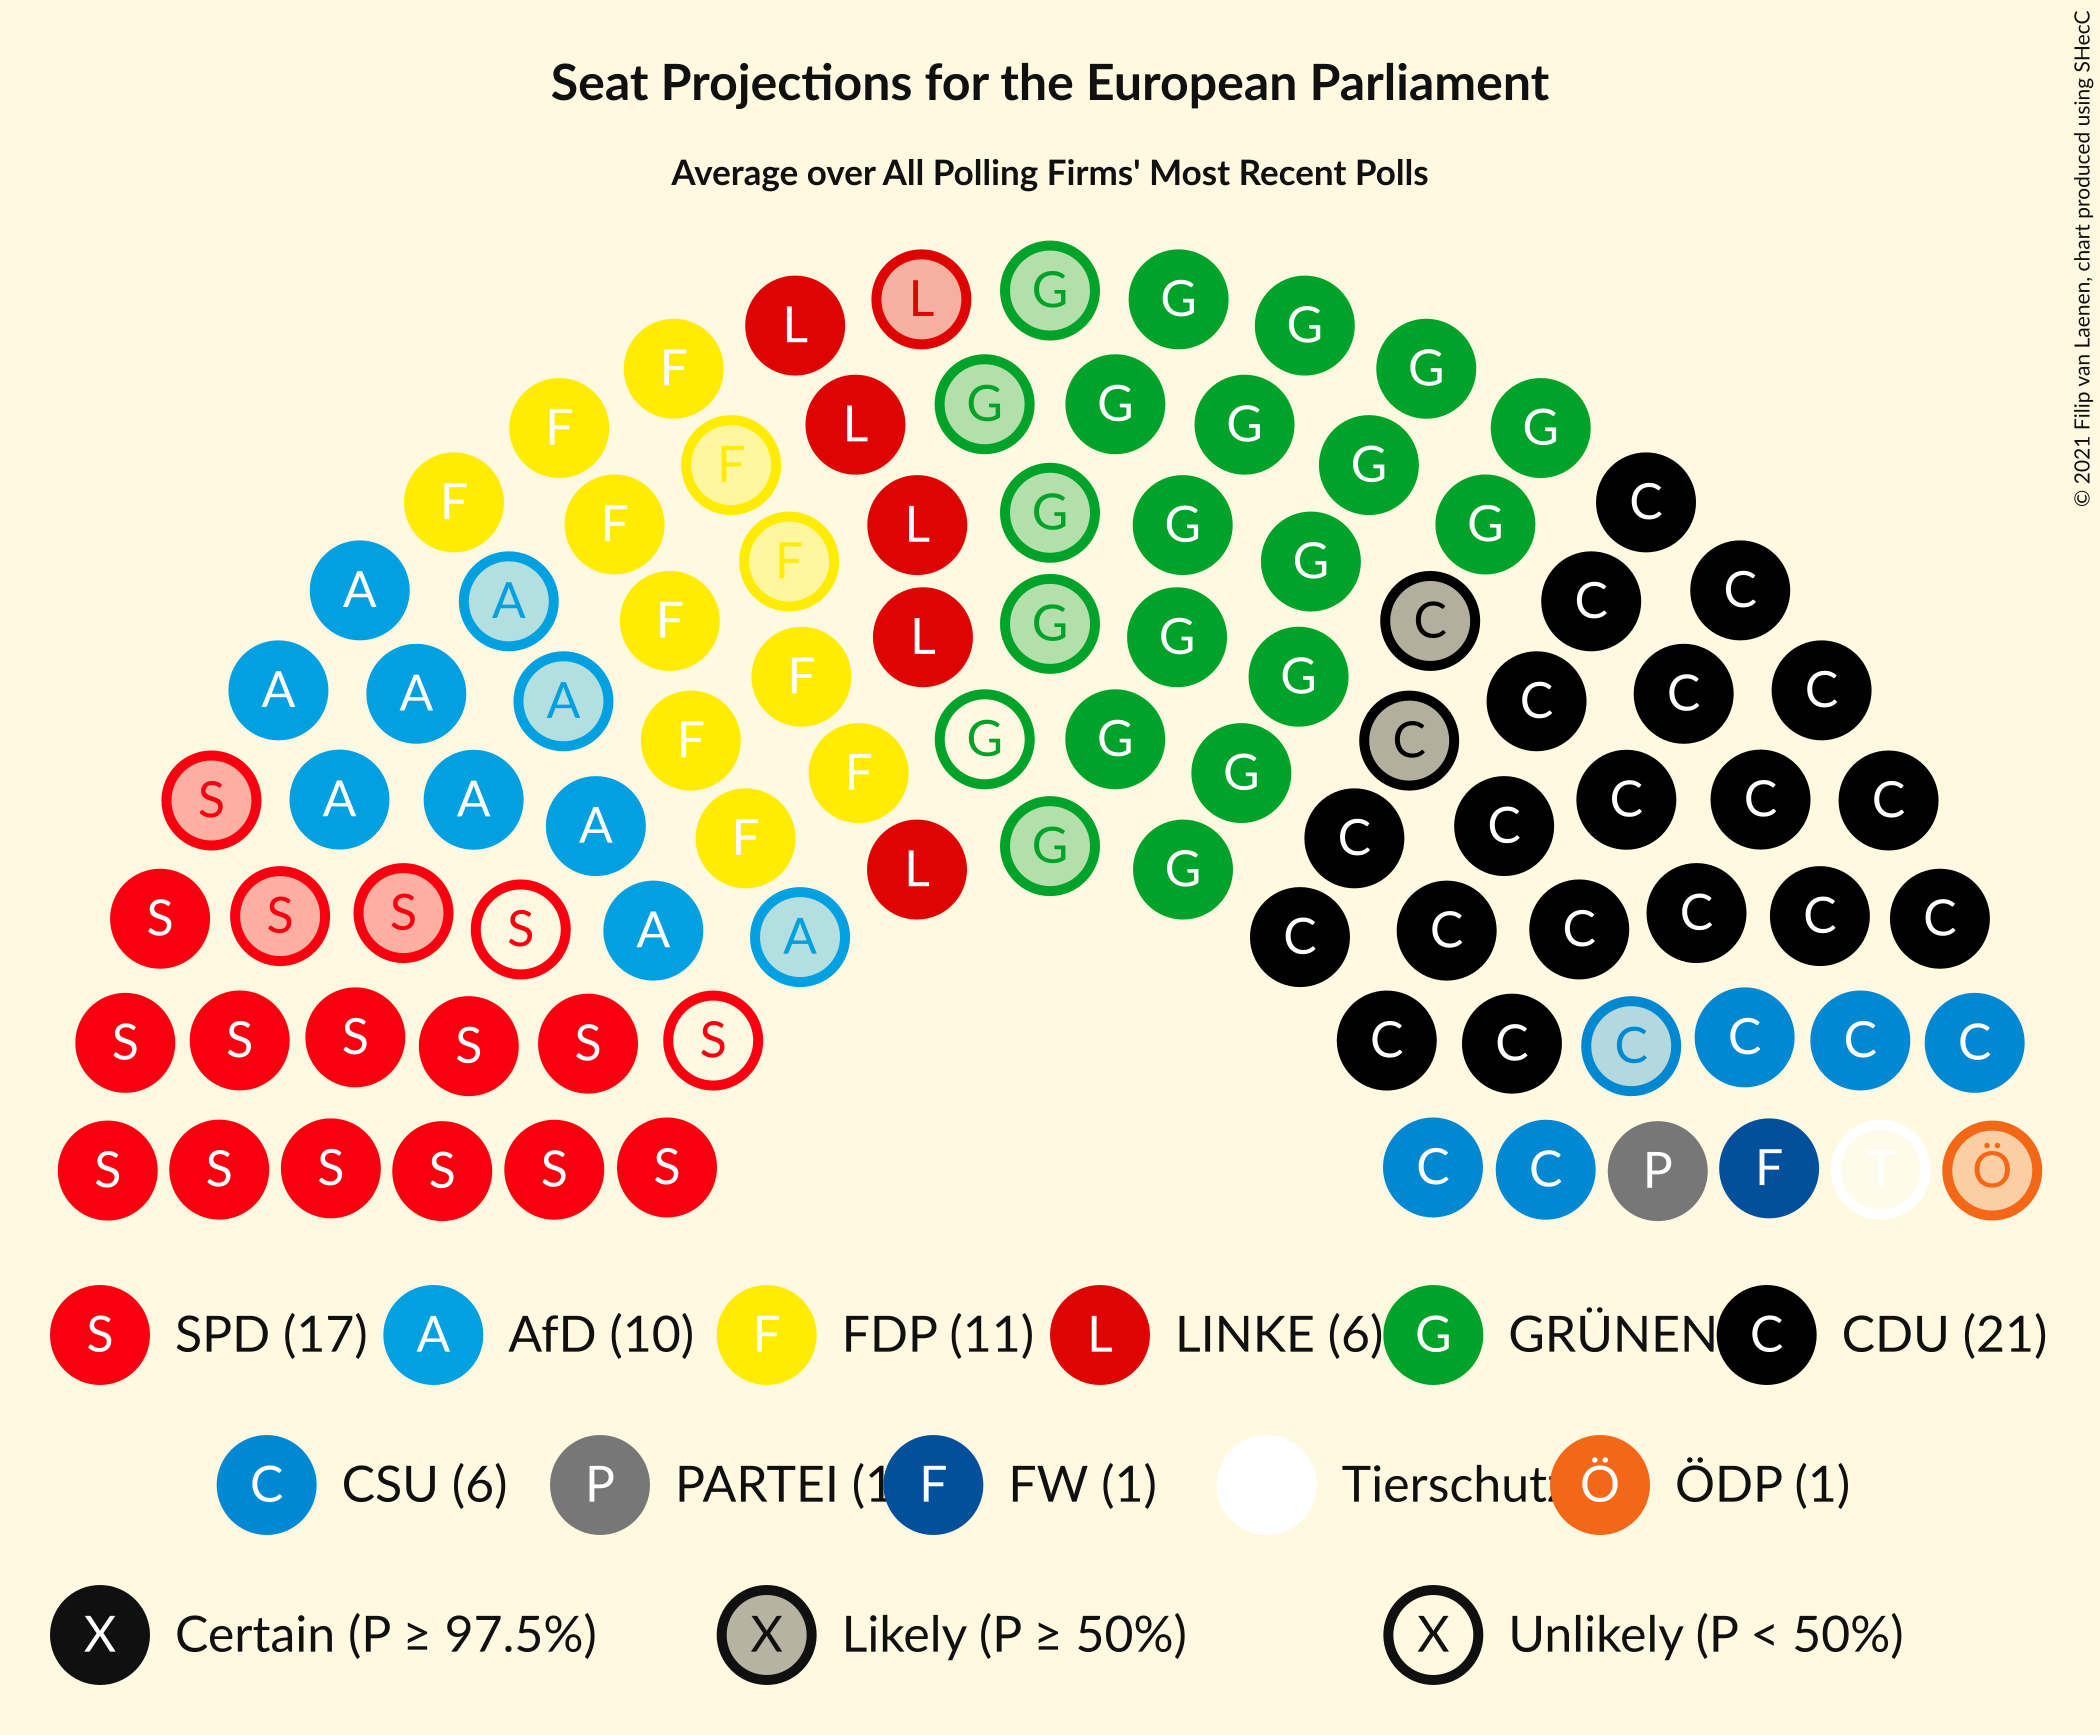 © 2021 Filip van Laenen, chart produced using SHecC
Seat Projections for the European Parliament
Average over All Polling Firms' Most Recent Polls
L G G
L G
F G
F L G G G G
F G
F F L G G G C
F G
A A F L G G C C C
A A A F G C C C
F F G G G C
S A A A F C C C C C
L G G
S S S S A A C C C C C C
S S S S S S C C C C C C
S S S S S S C C P F T Ö
S SPD (17) A AfD (10) F FDP (11) L LINKE (6) G GRÜNEN C CDU (21)
C CSU (6) P PARTEI (1 F FW (1) Tierschutz Ö ÖDP (1)
X Certain (P ≥ 97.5%) X Likely (P ≥ 50%) X Unlikely (P < 50%)